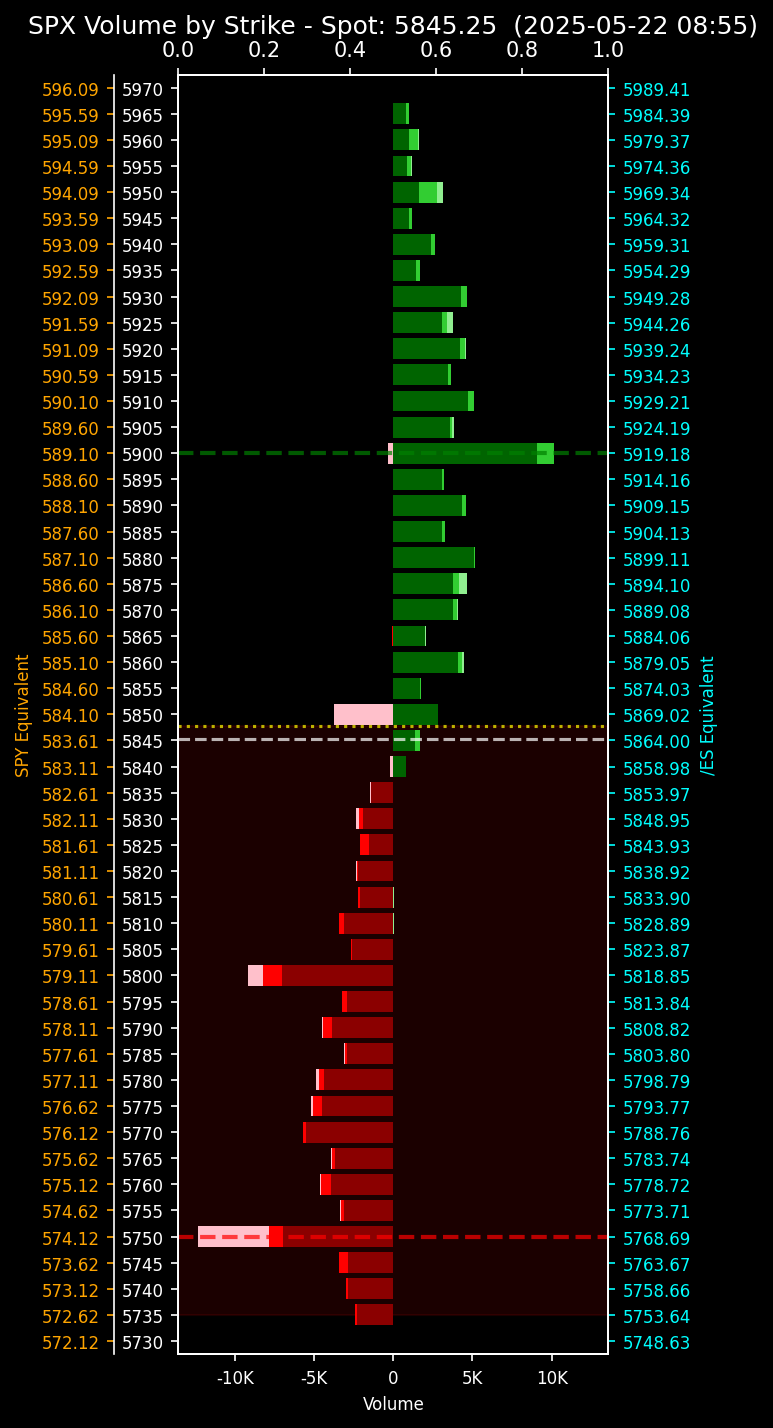 SPX Volume by Strike - Spot: 5845.25 (2025-05-22 08:55)
0.0 0.2 0.4 0.6 0.8 1.0
596.09 5970 5989.41
595.59 5965 5984.39
595.09 5960 5979.37
594.59 5955 5974.36
594.09 5950 5969.34
593.59 5945 5964.32
593.09 5940 5959.31
592.59 5935 5954.29
592.09 5930 5949.28
591.59 5925 5944.26
591.09 5920 5939.24
590.59 5915 5934.23
590.10 5910 5929.21
589.60 5905 5924.19
589.10 5900 5919.18
588.60 5895 5914.16
588.10 5890 5909.15
587.60 5885 5904.13
587.10 5880 5899.11
586.60 5875 5894.10
586.10 5870 5889.08
585.60 5865 5884.06
585.10 5860 5879.05
584.60 5855 5874.03
584.10 5850 5869.02
583.61 5845 5864.00
583.11 5840 5858.98
582.61 5835 5853.97
582.11 5830 5848.95
581.61 5825 5843.93
581.11 5820 5838.92
580.61 5815 5833.90
580.11 5810 5828.89
579.61 5805 5823.87
579.11 5800 5818.85
578.61 5795 5813.84
578.11 5790 5808.82
577.61 5785 5803.80
577.11 5780 5798.79
576.62 5775 5793.77
576.12 5770 5788.76
575.62 5765 5783.74
575.12 5760 5778.72
574.62 5755 5773.71
574.12 5750 5768.69
573.62 5745 5763.67
573.12 5740 5758.66
572.62 5735 5753.64
572.12 5730 5748.63
SPY Equivalent
/ES Equivalent
-10K -5K 0 5K 10K
Volume